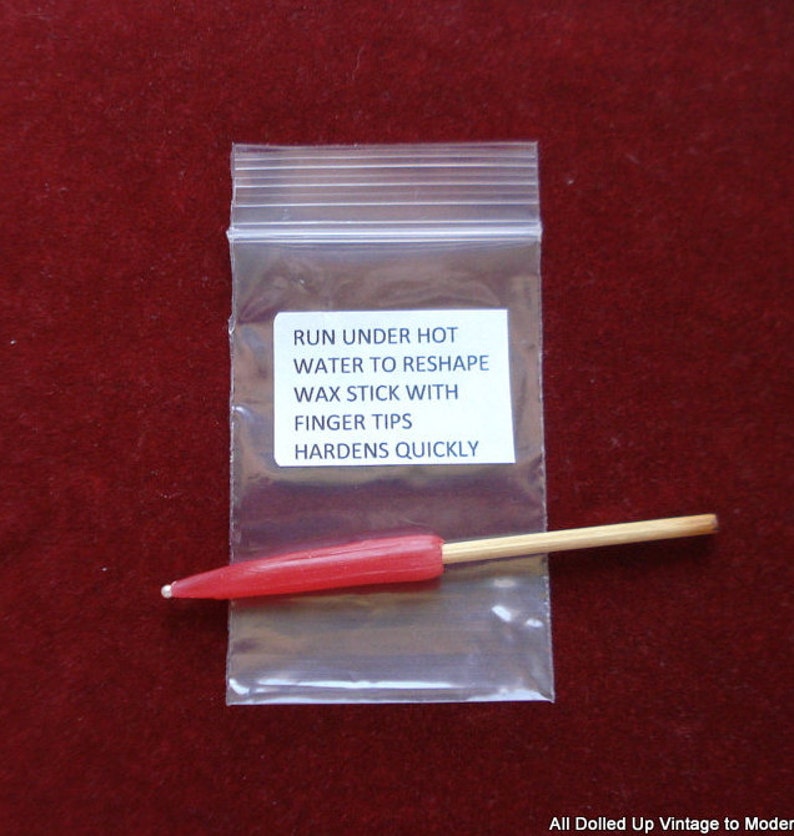 RUN UNDER HOT
WATER TO RESHAPE
WAX STICK WITH
FINGER TIPS
HARDENS QUICKLY
All Dolled Up Vintage to Moder